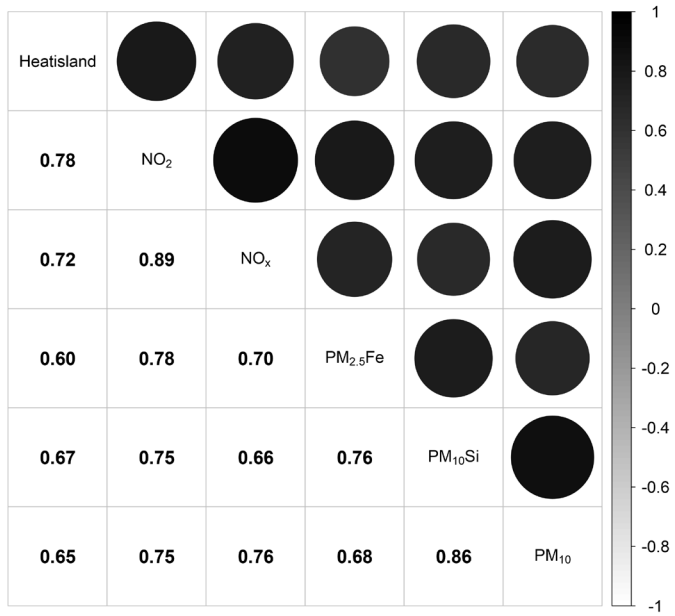 Heatisland
0.78 NO₂
0.72 0.89 NOₓ
0.60 0.78 0.70 PM₂.₅Fe
0.67 0.75 0.66 0.76 PM₁₀Si
0.65 0.75 0.76 0.68 0.86 PM₁₀
1
0.8
0.6
0.4
0.2
0
-0.2
-0.4
-0.6
-0.8
-1